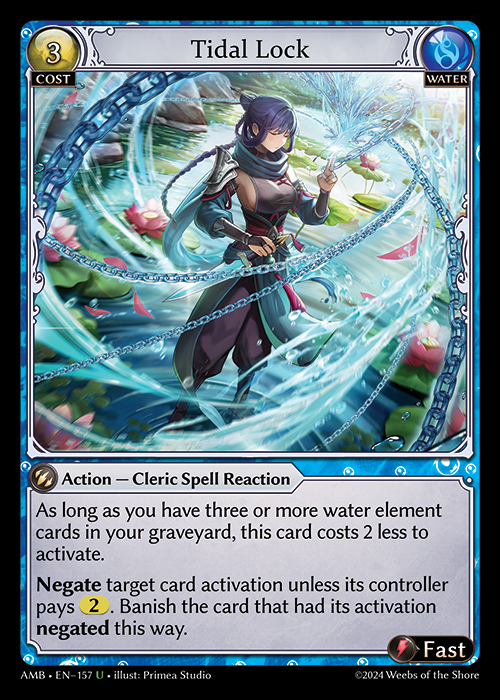 3
Tidal Lock
COST
WATER
Action — Cleric Spell Reaction
As long as you have three or more water element
cards in your graveyard, this card costs 2 less to
activate.
Negate target card activation unless its controller
pays 2. Banish the card that had its activation
negated this way.
Fast
AMB • EN–157 U • illust: Primea Studio
©2024 Weebs of the Shore